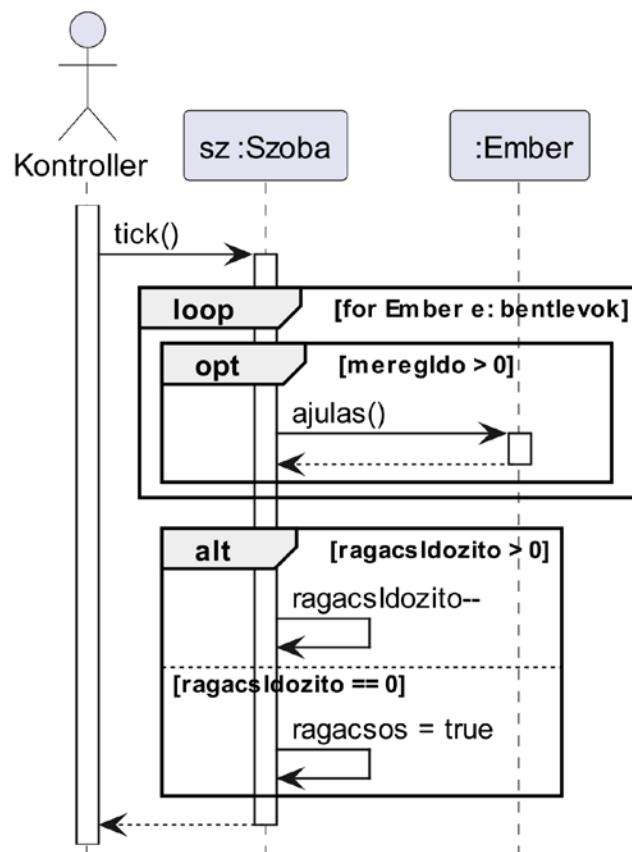 Kontroller
sz :Szoba
:Ember
tick()
loop
[for Ember e: bentlevok]
opt
[meregIdo > 0]
ajulas()
alt
[ragacsIdozito > 0]
ragacsIdozito--
[ragacsIdozito == 0]
ragacsos = true